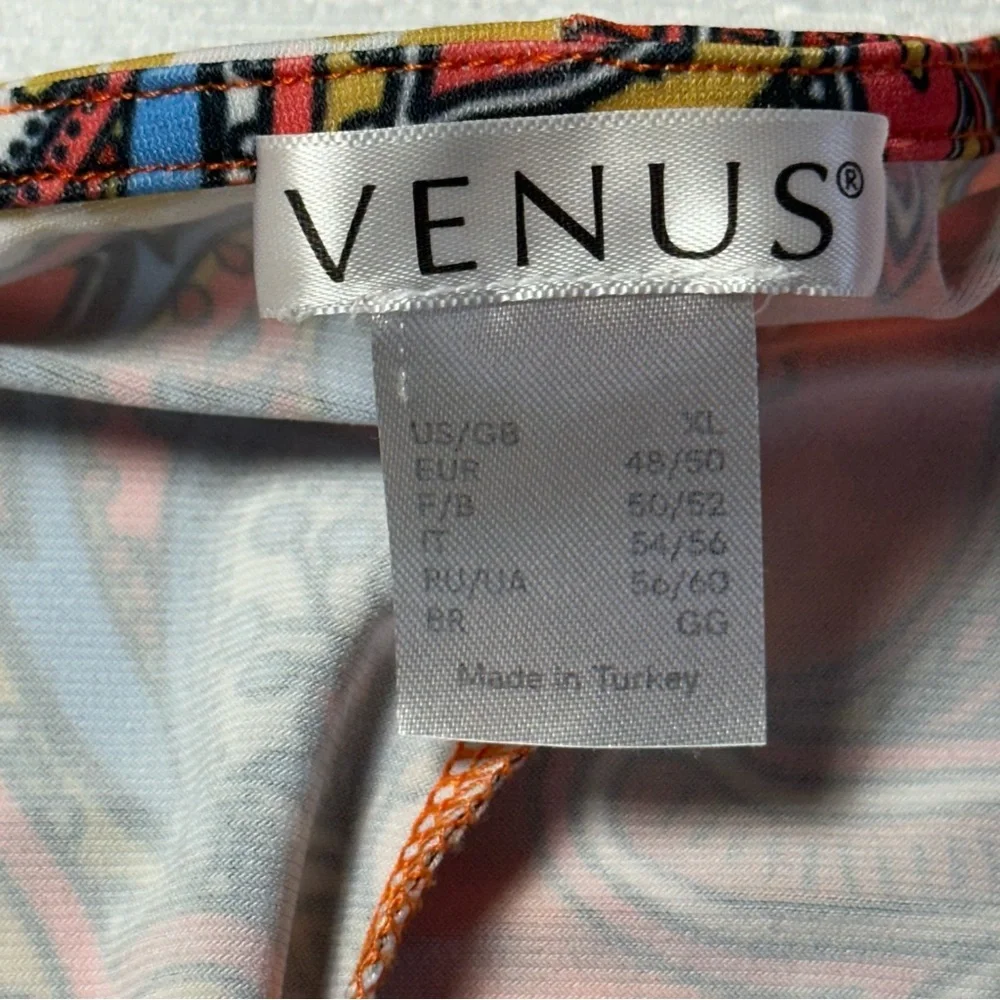 VENUS®
US/GB XL
EUR 48/50
F/B 50/52
IT 54/56
RU/UA 56/60
BR GG
Made in Turkey